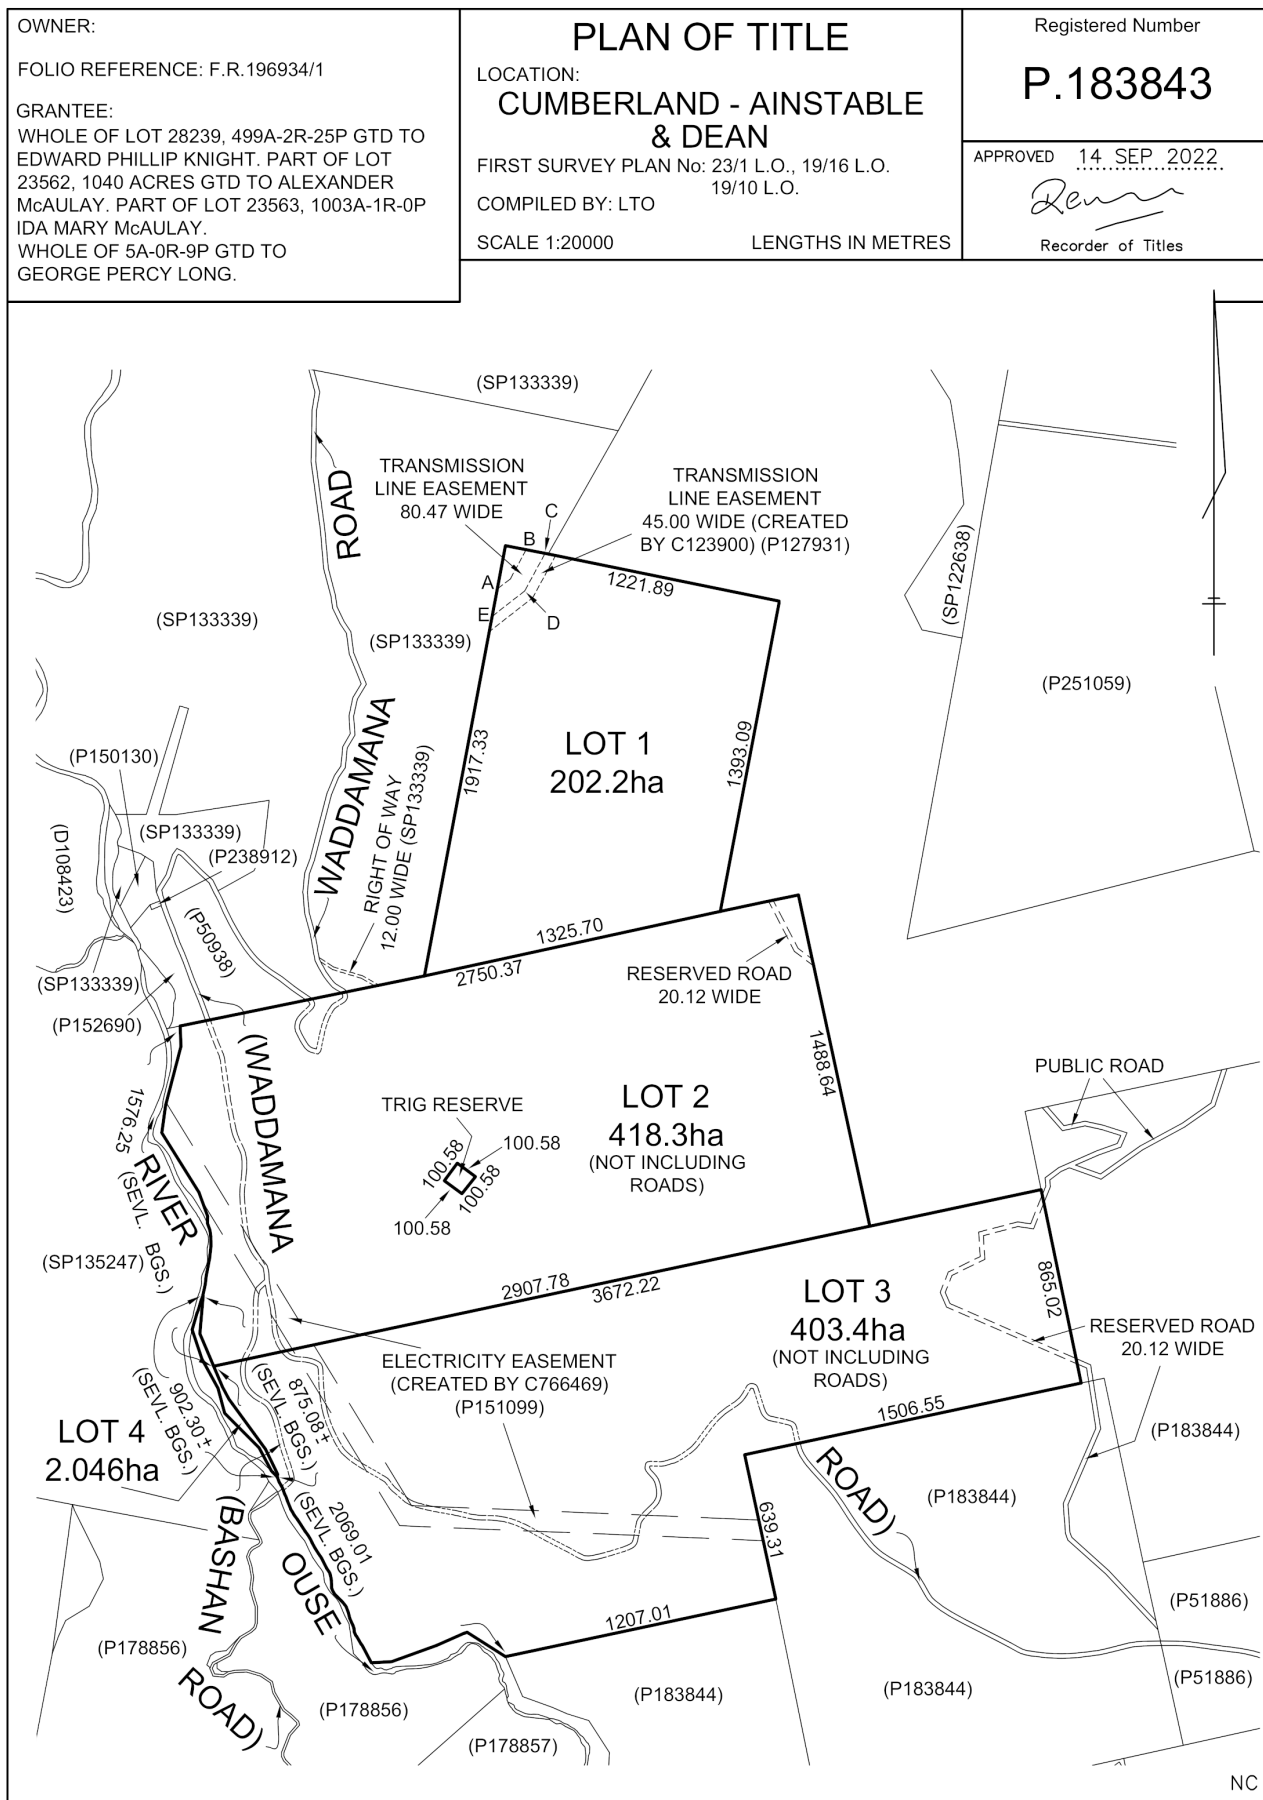 OWNER:
FOLIO REFERENCE: F.R.196934/1
GRANTEE:
WHOLE OF LOT 28239, 499A-2R-25P GTD TO
EDWARD PHILLIP KNIGHT. PART OF LOT
23562, 1040 ACRES GTD TO ALEXANDER
McAULAY. PART OF LOT 23563, 1003A-1R-0P
IDA MARY McAULAY.
WHOLE OF 5A-0R-9P GTD TO
GEORGE PERCY LONG.
PLAN OF TITLE
LOCATION:
CUMBERLAND - AINSTABLE
& DEAN
FIRST SURVEY PLAN No: 23/1 L.O., 19/16 L.O.
19/10 L.O.
COMPILED BY: LTO
SCALE 1:20000
LENGTHS IN METRES
Registered Number
P.183843
APPROVED 14 SEP 2022
Recorder of Titles
(SP133339)
TRANSMISSION
LINE EASEMENT
80.47 WIDE
TRANSMISSION
LINE EASEMENT
45.00 WIDE (CREATED
BY C123900) (P127931)
ROAD
C
B
A
E
D
1221.89
(SP122638)
(SP133339)
(SP133339)
(P251059)
WADDAMANA
1917.33
LOT 1
202.2ha
1393.09
RIGHT OF WAY
12.00 WIDE (SP133339)
(P150130)
(SP133339)
(P238912)
(D108423)
(P50938)
(SP133339)
(P152690)
1325.70
2750.37
RESERVED ROAD
20.12 WIDE
1488.64
(WADDAMANA
PUBLIC ROAD
TRIG RESERVE
100.58
100.58
100.58
100.58
LOT 2
418.3ha
(NOT INCLUDING
ROADS)
1576.25
(SEVL. BGS.)
RIVER
(SP135247)
2907.78
3672.22
LOT 3
403.4ha
(NOT INCLUDING
ROADS)
865.02
RESERVED ROAD
20.12 WIDE
ELECTRICITY EASEMENT
(CREATED BY C766469)
(P151099)
902.30±
(SEVL. BGS.)
875.08±
(SEVL. BGS.)
LOT 4
2.046ha
1506.55
(P183844)
ROAD)
(P183844)
2069.01
(SEVL. BGS.)
639.31
(BASHAN
OUSE
1207.01
(P51886)
(P178856)
ROAD)
(P178856)
(P183844)
(P183844)
(P51886)
(P178857)
NC